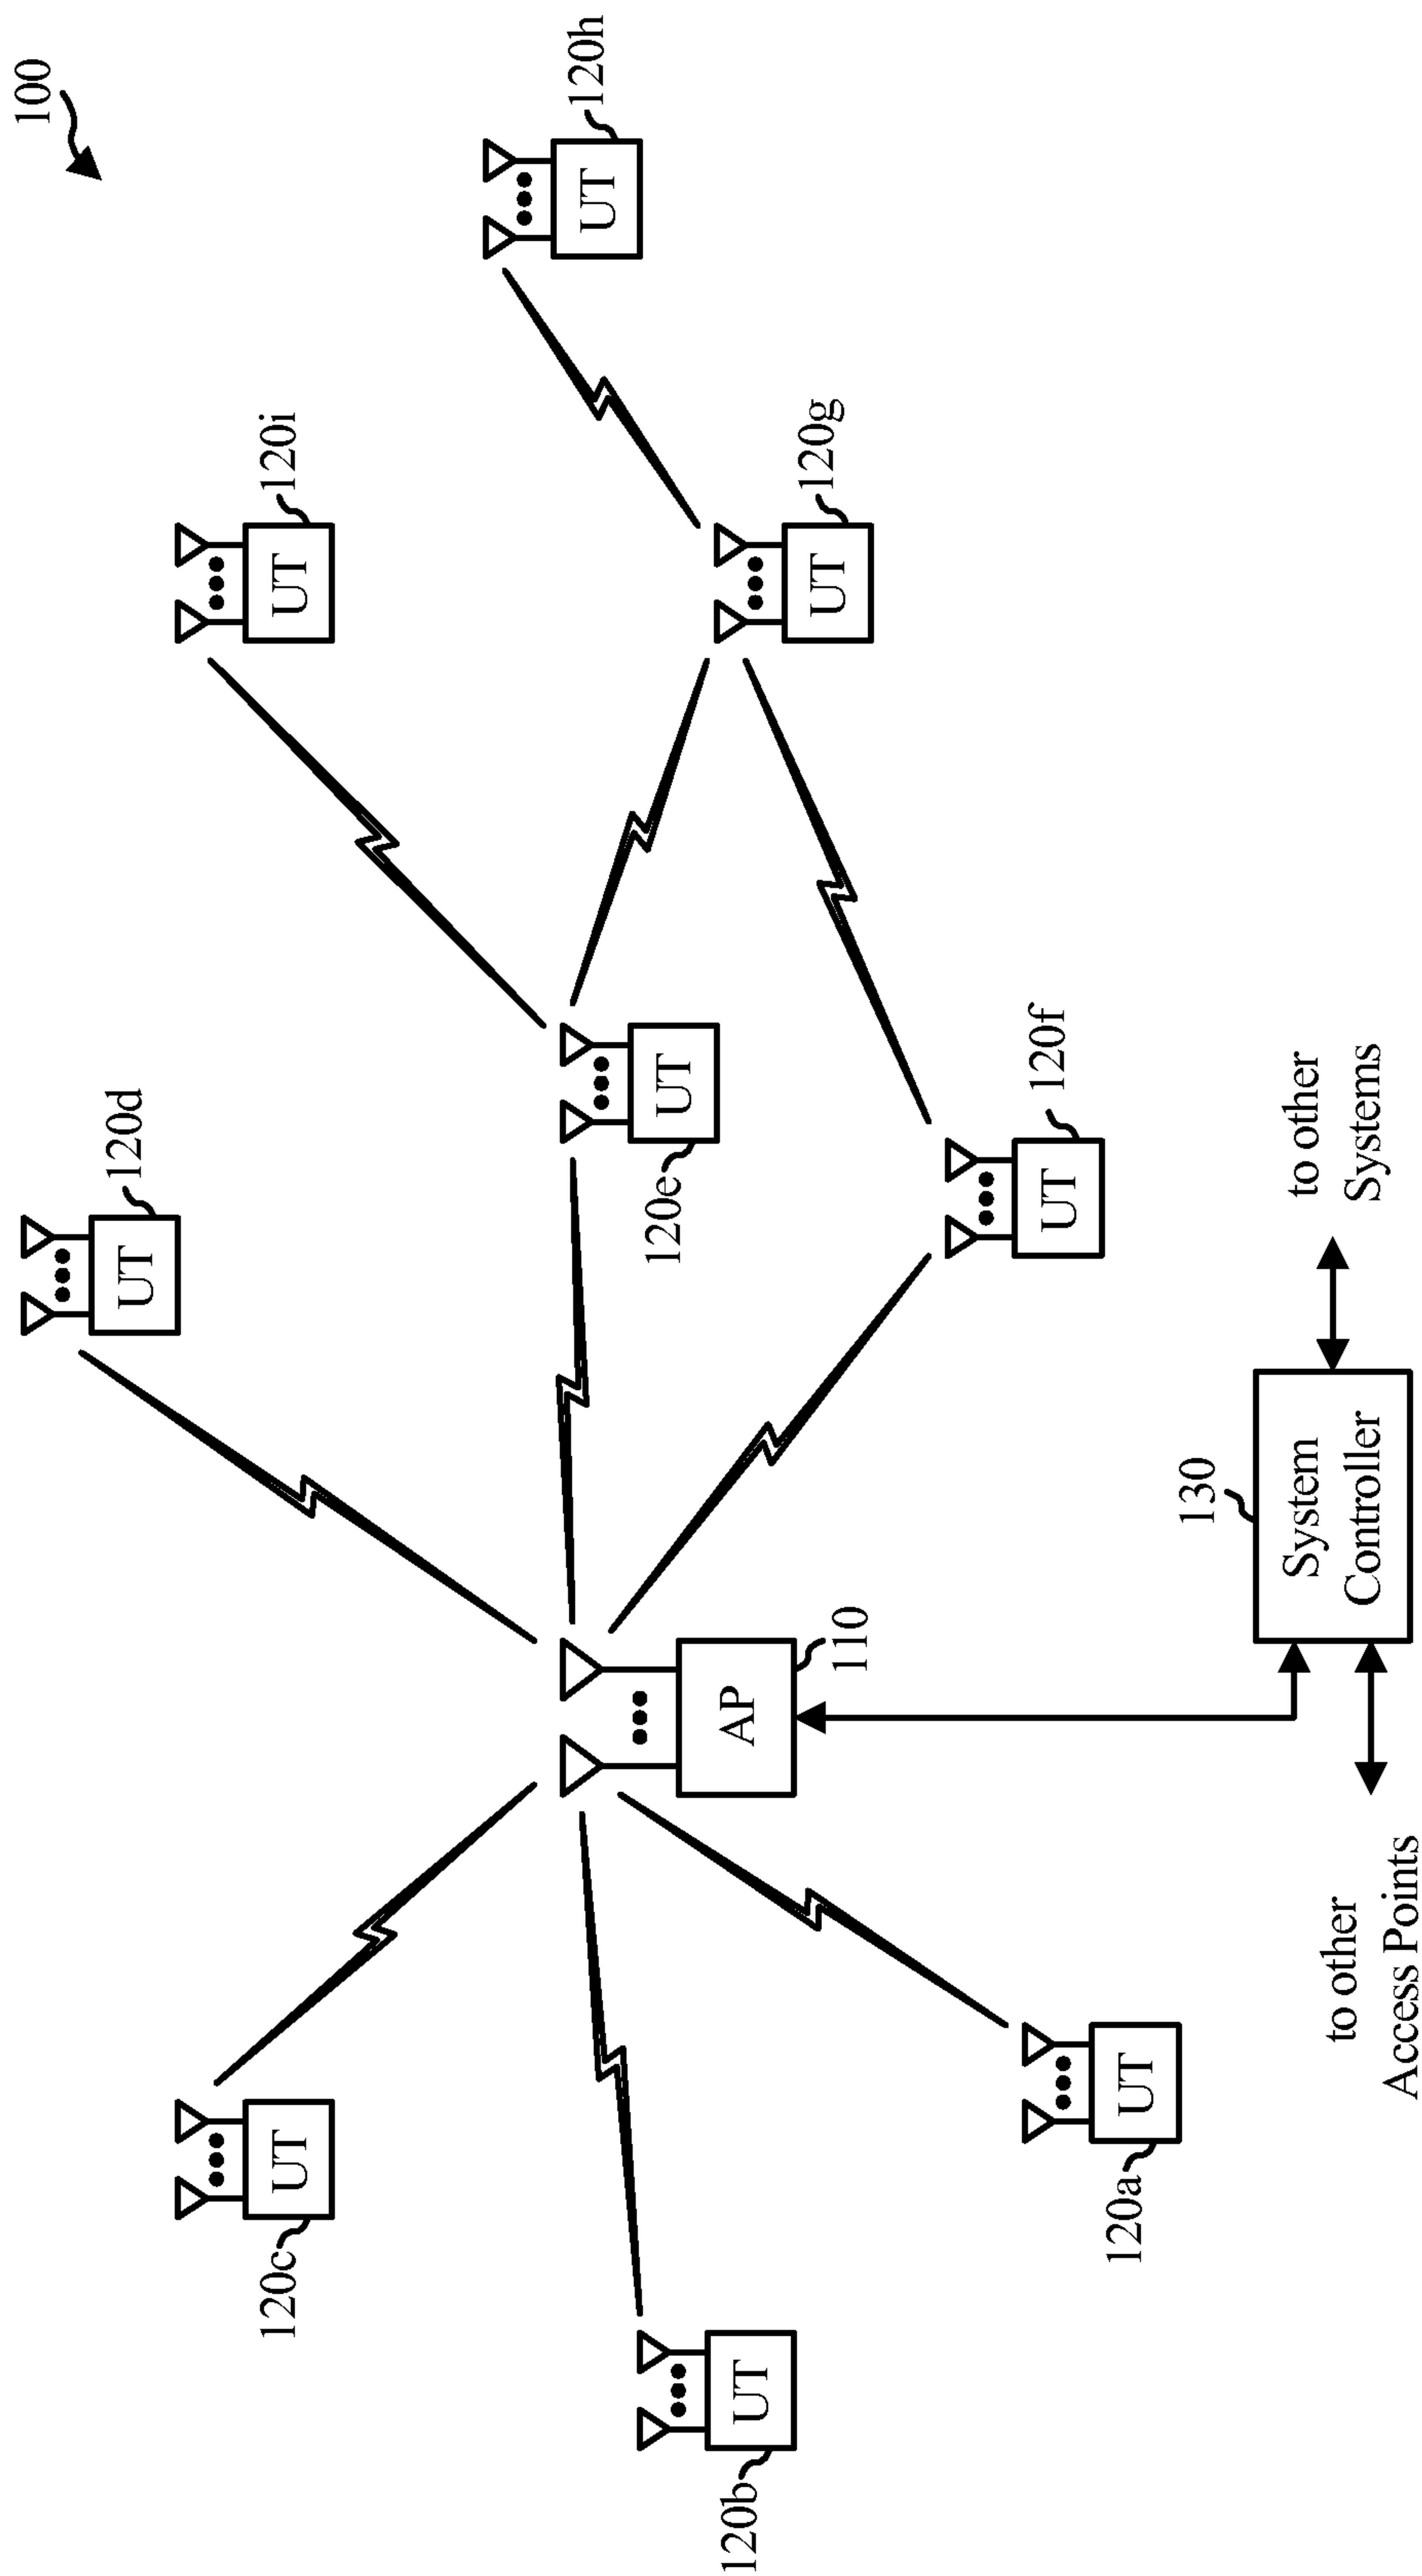 100
UT
120d
UT
120c
UT
120i
UT
120h
UT
120e
UT
120b
AP
110
UT
120g
UT
120f
UT
120a
130
System
Controller
to other
Systems
to other
Access Points